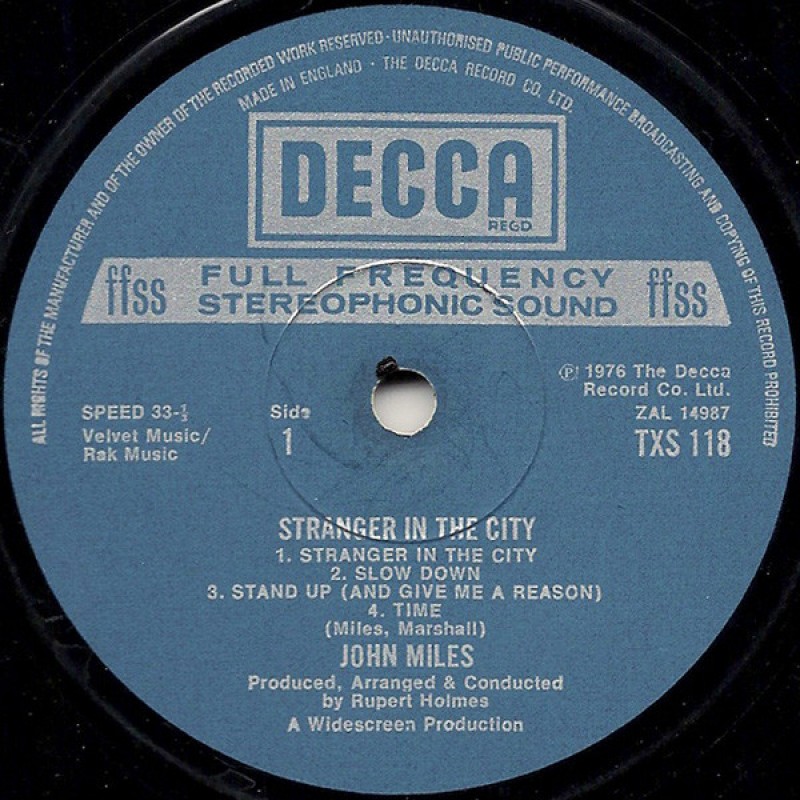 ALL RIGHTS OF THE MANUFACTURER AND OF THE OWNER OF THE RECORDED WORK RESERVED · UNAUTHORISED PUBLIC PERFORMANCE BROADCASTING AND COPYING OF THIS RECORD PROHIBITED
MADE IN ENGLAND · THE DECCA RECORD CO. LTD.
DECCA
REGD
ffss FULL FREQUENCY STEREOPHONIC SOUND ffss
℗ 1976 The Decca
Record Co. Ltd.
SPEED 33-⅓
Side
ZAL 14987
Velvet Music/
Rak Music
1
TXS 118
STRANGER IN THE CITY
1. STRANGER IN THE CITY
2. SLOW DOWN
3. STAND UP (AND GIVE ME A REASON)
4. TIME
(Miles, Marshall)
JOHN MILES
Produced, Arranged & Conducted
by Rupert Holmes
A Widescreen Production